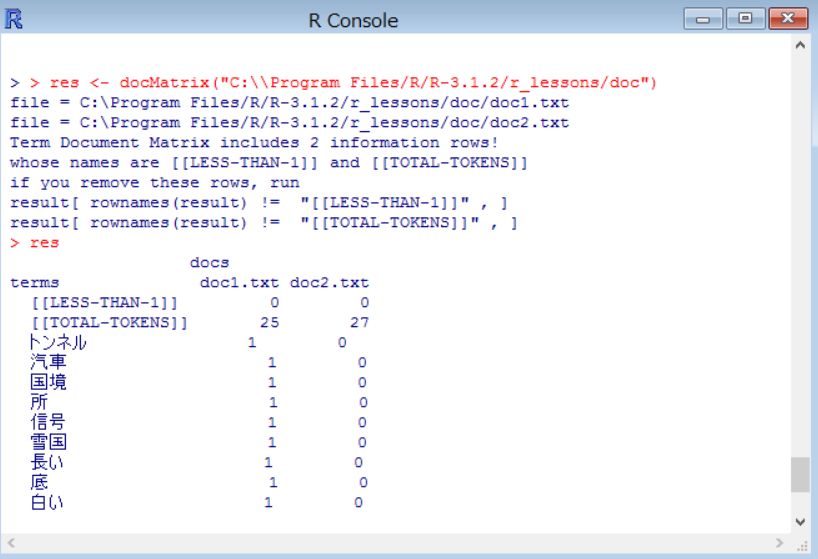 R Console
> > res <- docMatrix("C:\\Program Files/R/R-3.1.2/r_lessons/doc")
file = C:\Program Files/R/R-3.1.2/r_lessons/doc/doc1.txt
file = C:\Program Files/R/R-3.1.2/r_lessons/doc/doc2.txt
Term Document Matrix includes 2 information rows!
whose names are [[LESS-THAN-1]] and [[TOTAL-TOKENS]]
if you remove these rows, run
result[ rownames(result) !=  "[[LESS-THAN-1]]" , ]
result[ rownames(result) !=  "[[TOTAL-TOKENS]]" , ]
> res
docs
terms doc1.txt doc2.txt
[[LESS-THAN-1]] 0 0
[[TOTAL-TOKENS]] 25 27
トンネル 1 0
汽車 1 0
国境 1 0
所 1 0
信号 1 0
雪国 1 0
長い 1 0
底 1 0
白い 1 0